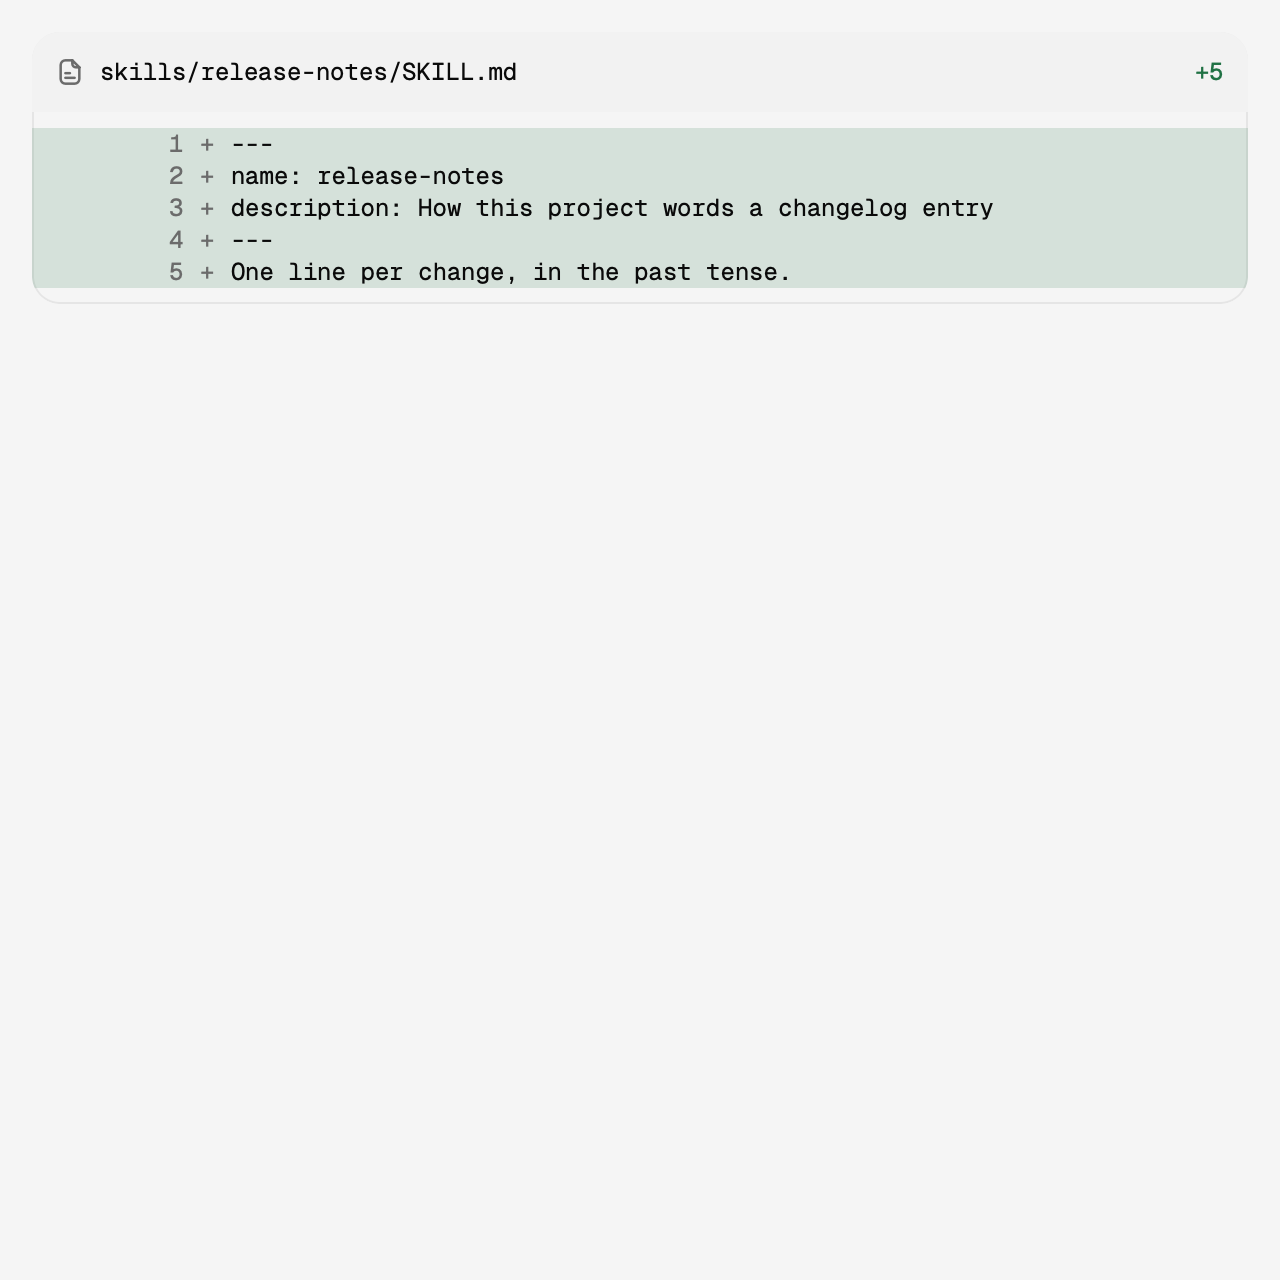 skills/release-notes/SKILL.md +5
1 + ---
2 + name: release-notes
3 + description: How this project words a changelog entry
4 + ---
5 + One line per change, in the past tense.